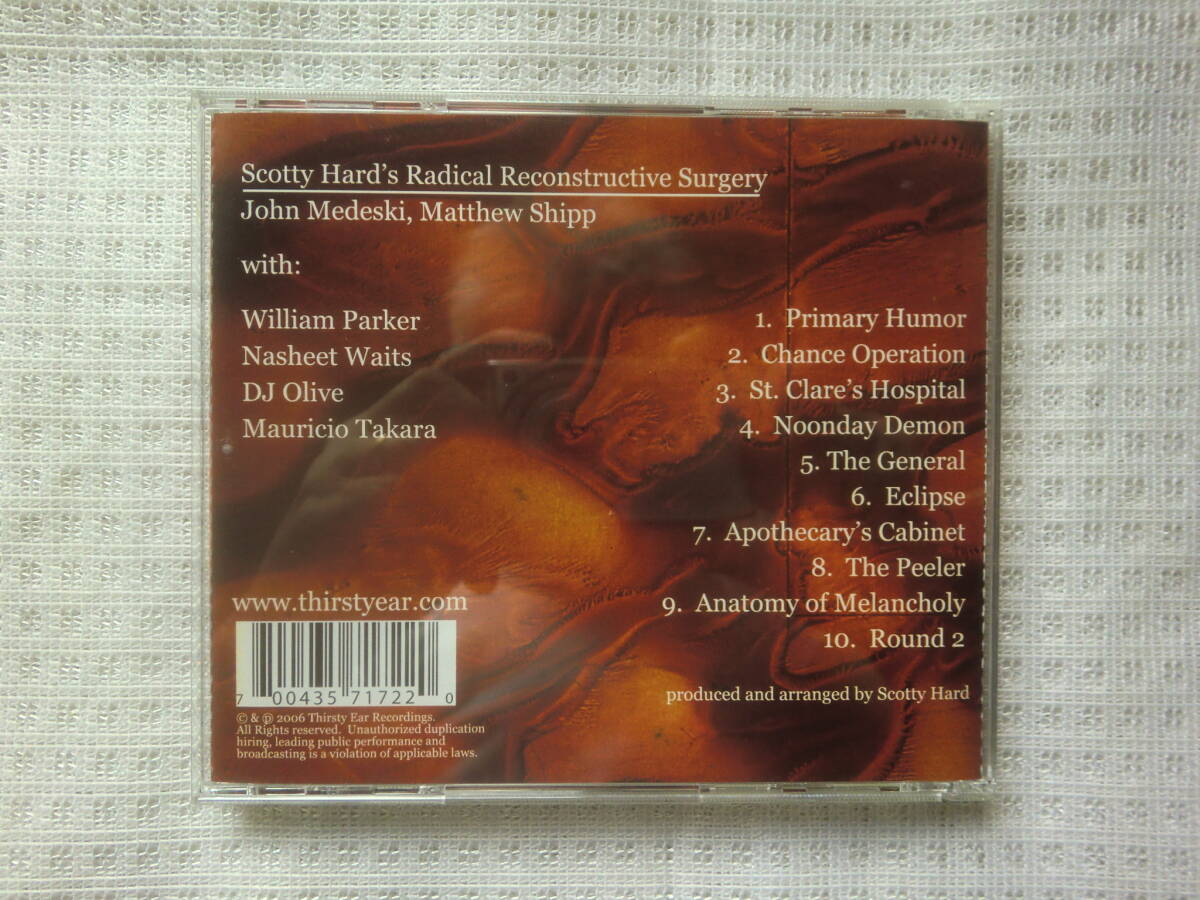 Scotty Hard's Radical Reconstructive Surgery
John Medeski, Matthew Shipp
with:
William Parker
Nasheet Waits
DJ Olive
Mauricio Takara
1. Primary Humor
2. Chance Operation
3. St. Clare's Hospital
4. Noonday Demon
5. The General
6. Eclipse
7. Apothecary's Cabinet
8. The Peeler
9. Anatomy of Melancholy
10. Round 2
produced and arranged by Scotty Hard
www.thirstyear.com
7 00435 71722 0
© & ℗ 2006 Thirsty Ear Recordings.
All Rights reserved. Unauthorized duplication
hiring, leading public performance and
broadcasting is a violation of applicable laws.